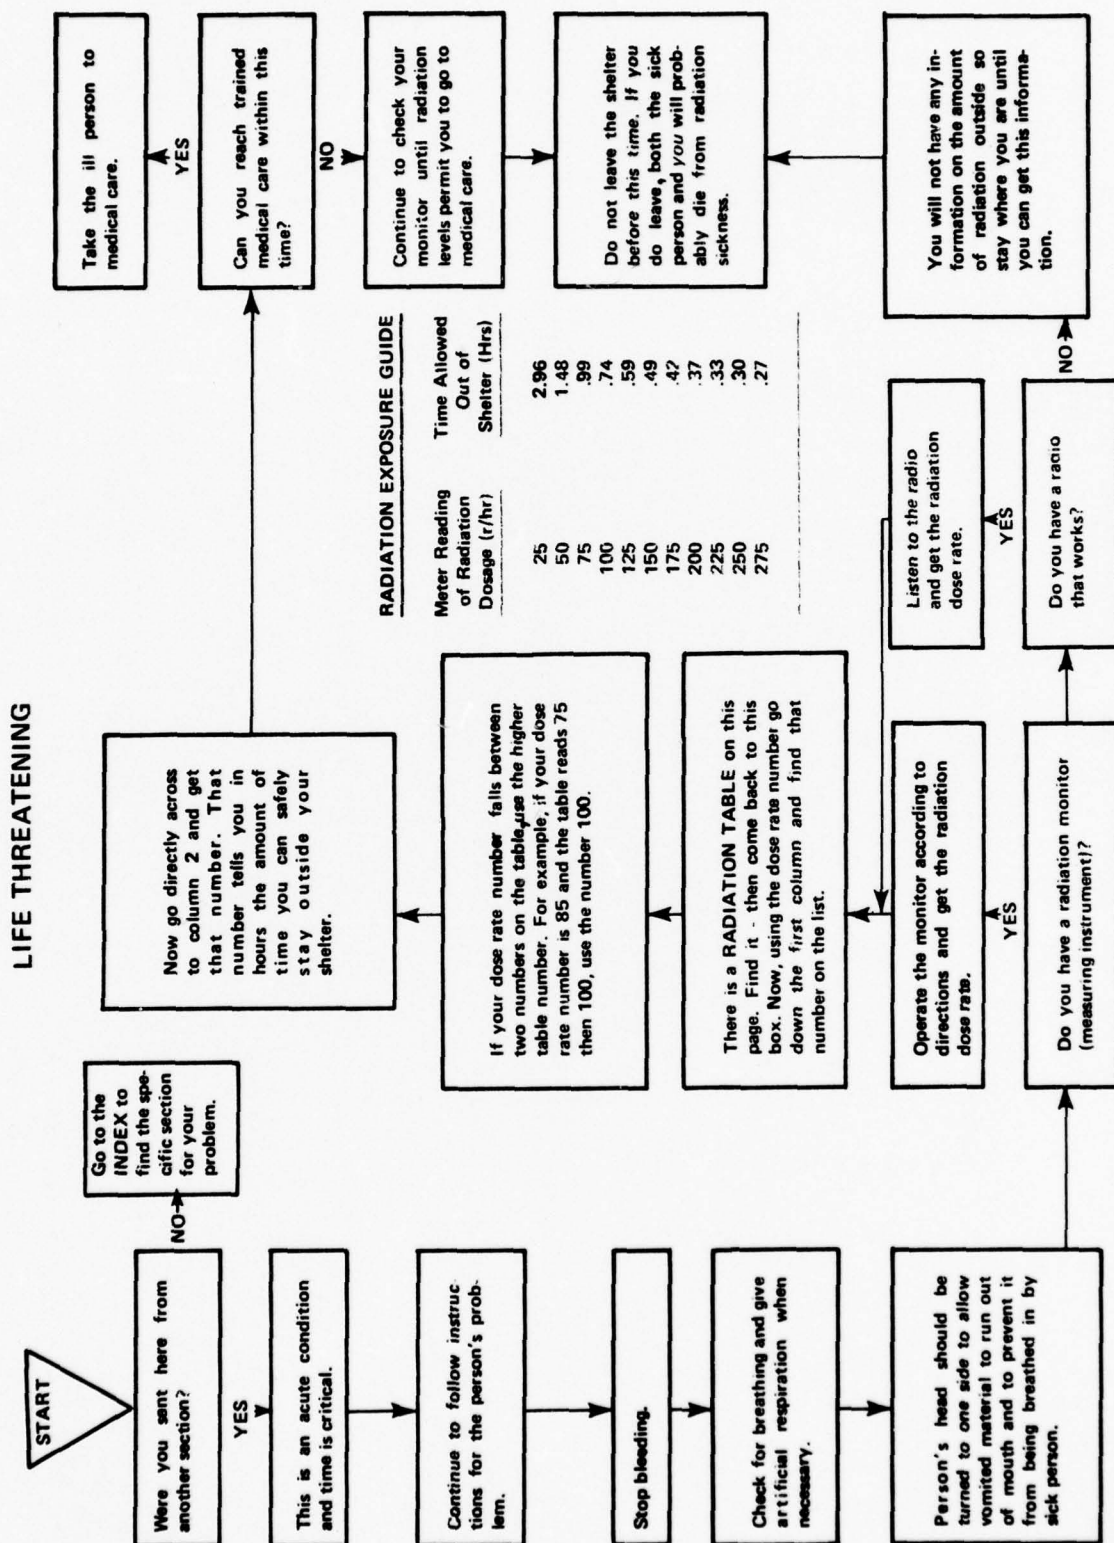 LIFE THREATENING
START
Were you sent here from
another section?
NO
Go to the
INDEX to
find the spe-
cific section
for your
problem.
YES
This is an acute condition
and time is critical.
Continue to follow instruc-
tions for the person's prob-
lem.
Stop bleeding.
Check for breathing and give
artificial respiration when
necessary.
Person's head should be
turned to one side to allow
vomited material to run out
of mouth and to prevent it
from being breathed in by
sick person.
Do you have a radiation monitor
(measuring instrument)?
YES
Operate the monitor according to
directions and get the radiation
dose rate.
There is a RADIATION TABLE on this
page. Find it - then come back to this
box. Now, using the dose rate number go
down the first column and find that
number on the list.
If your dose rate number falls between
two numbers on the table, use the higher
table number. For example, if your dose
rate number is 85 and the table reads 75
then 100, use the number 100.
Now go directly across
to column 2 and get
that number. That
number tells you in
hours the amount of
time you can safely
stay outside your
shelter.
Do you have a radio
that works?
YES
Listen to the radio
and get the radiation
dose rate.
NO
You will not have any in-
formation on the amount
of radiation outside so
stay where you are until
you can get this informa-
tion.
RADIATION EXPOSURE GUIDE
Meter Reading Time Allowed
of Radiation Out of
Dosage (r/hr) Shelter (Hrs)
25 2.96
50 1.48
75 .99
100 .74
125 .59
150 .49
175 .42
200 .37
225 .33
250 .30
275 .27
Can you reach trained
medical care within this
time?
YES
Take the ill person to
medical care.
NO
Continue to check your
monitor until radiation
levels permit you to go to
medical care.
Do not leave the shelter
before this time. If you
do leave, both the sick
person and you will prob-
ably die from radiation
sickness.